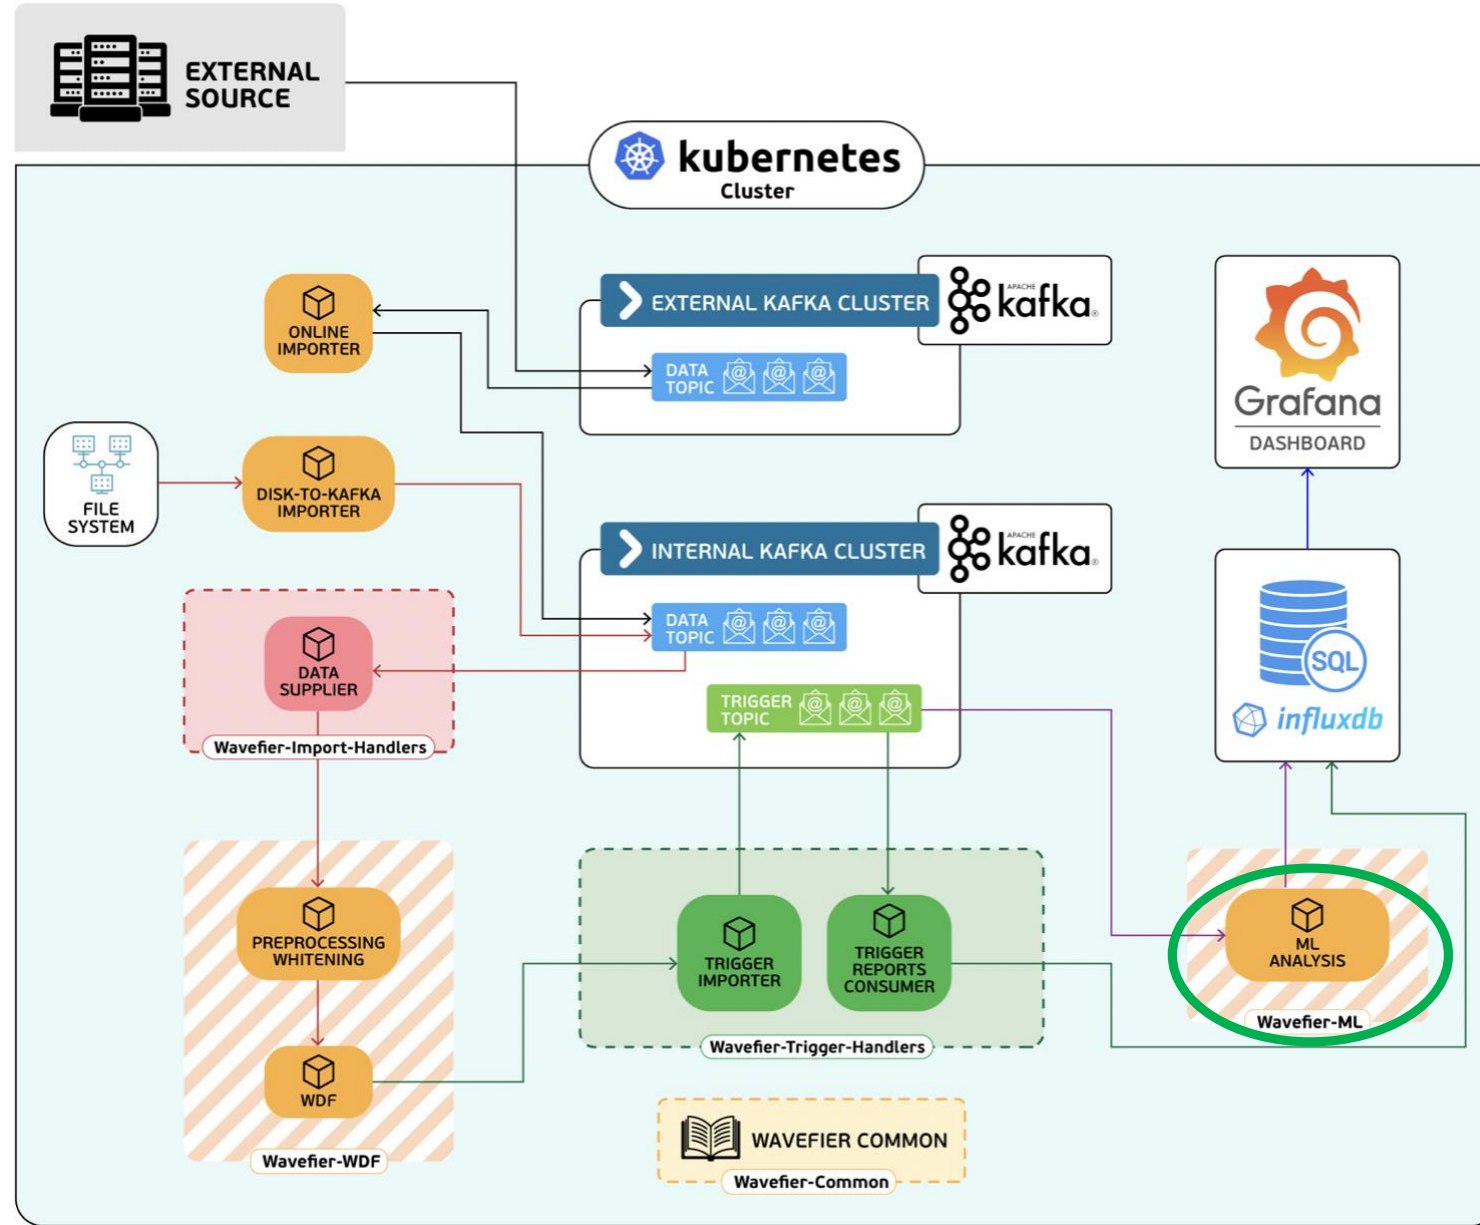 EXTERNAL
SOURCE
kubernetes
Cluster
ONLINE
IMPORTER
EXTERNAL KAFKA CLUSTER
APACHE
kafka®
DATA
TOPIC
Grafana
DASHBOARD
FILE
SYSTEM
DISK-TO-KAFKA
IMPORTER
INTERNAL KAFKA CLUSTER
APACHE
kafka®
DATA
TOPIC
TRIGGER
TOPIC
SQL
influxdb
DATA
SUPPLIER
Wavefier-Import-Handlers
PREPROCESSING
WHITENING
WDF
Wavefier-WDF
TRIGGER
IMPORTER
TRIGGER
REPORTS
CONSUMER
Wavefier-Trigger-Handlers
ML
ANALYSIS
Wavefier-ML
WAVEFIER COMMON
Wavefier-Common